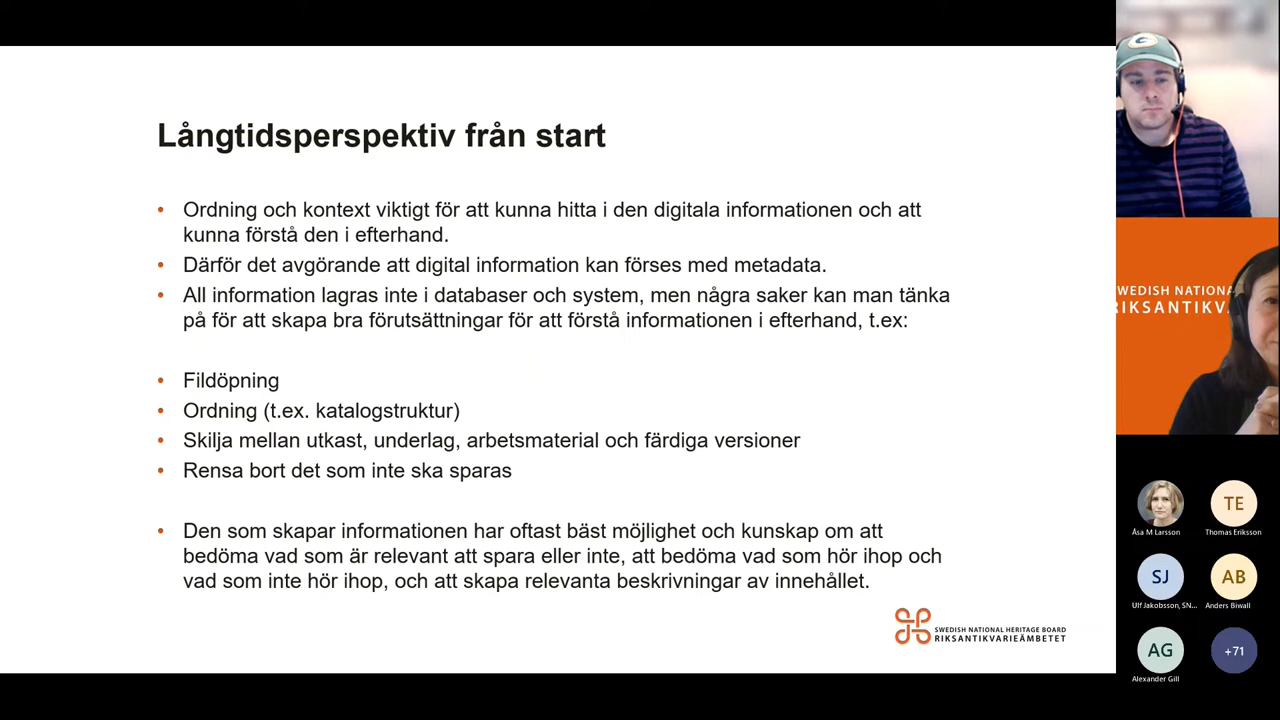 Långtidsperspektiv från start
• Ordning och kontext viktigt för att kunna hitta i den digitala informationen och att
kunna förstå den i efterhand.
• Därför det avgörande att digital information kan förses med metadata.
• All information lagras inte i databaser och system, men några saker kan man tänka
på för att skapa bra förutsättningar för att förstå informationen i efterhand, t.ex:
• Fildöpning
• Ordning (t.ex. katalogstruktur)
• Skilja mellan utkast, underlag, arbetsmaterial och färdiga versioner
• Rensa bort det som inte ska sparas
• Den som skapar informationen har oftast bäst möjlighet och kunskap om att
bedöma vad som är relevant att spara eller inte, att bedöma vad som hör ihop och
vad som inte hör ihop, och att skapa relevanta beskrivningar av innehållet.
SWEDISH NATIONAL HERITAGE BOARD
RIKSANTIKVARIEÄMBETET
G
WEDISH NATIONA
RIKSANTIKV
TE
Åsa M Larsson
Thomas Eriksson
SJ
AB
Ulf Jakobsson, SN...
Anders Biwall
AG
+71
Alexander Gill